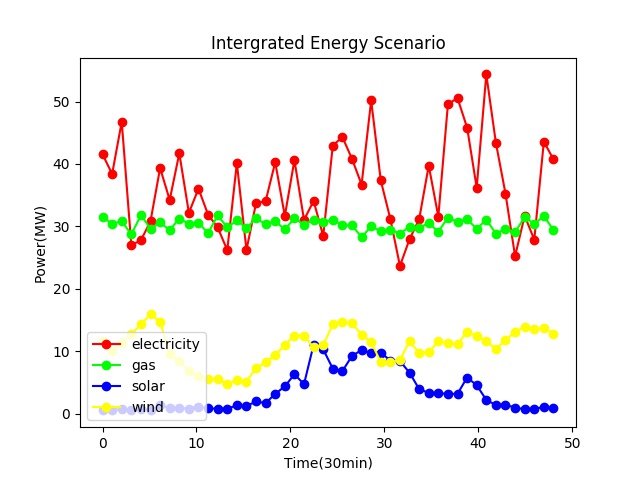 Intergrated Energy Scenario
Power(MW)
50
40
30
20
10
0
electricity
gas
solar
wind
0 10 20 30 40 50
Time(30min)